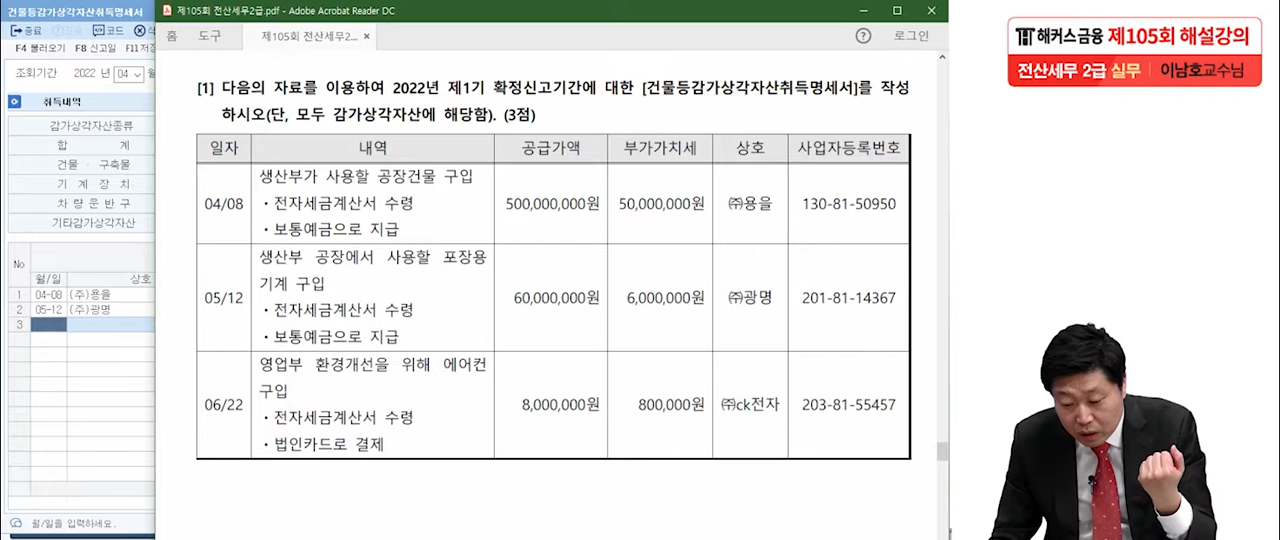 건물등감가상각자산취득명세서
종료
코드
F4 불러오기 F8 신고일 F11저장
조회기간 2022 년 04 월
취득내역
감가상각자산종류
합 계
건물 · 구축물
기 계 장 치
차 량 운 반 구
기타감가상각자산
No
월/일 상호
1 04-08 (주)용을
2 05-12 (주)광명
3
월/일을 입력하세요.
제105회 전산세무2급.pdf - Adobe Acrobat Reader DC
홈 도구 제105회 전산세무2... × 로그인
[1] 다음의 자료를 이용하여 2022년 제1기 확정신고기간에 대한 [건물등감가상각자산취득명세서]를 작성
하시오(단, 모두 감가상각자산에 해당함). (3점)
일자 내역 공급가액 부가가치세 상호 사업자등록번호
생산부가 사용할 공장건물 구입
04/08 ・전자세금계산서 수령 500,000,000원 50,000,000원 ㈜용을 130-81-50950
・보통예금으로 지급
생산부 공장에서 사용할 포장용
기계 구입
05/12 60,000,000원 6,000,000원 ㈜광명 201-81-14367
・전자세금계산서 수령
・보통예금으로 지급
영업부 환경개선을 위해 에어컨
구입
06/22 8,000,000원 800,000원 ㈜ck전자 203-81-55457
・전자세금계산서 수령
・법인카드로 결제
해커스금융 제105회 해설강의
전산세무 2급 실무 이남호교수님